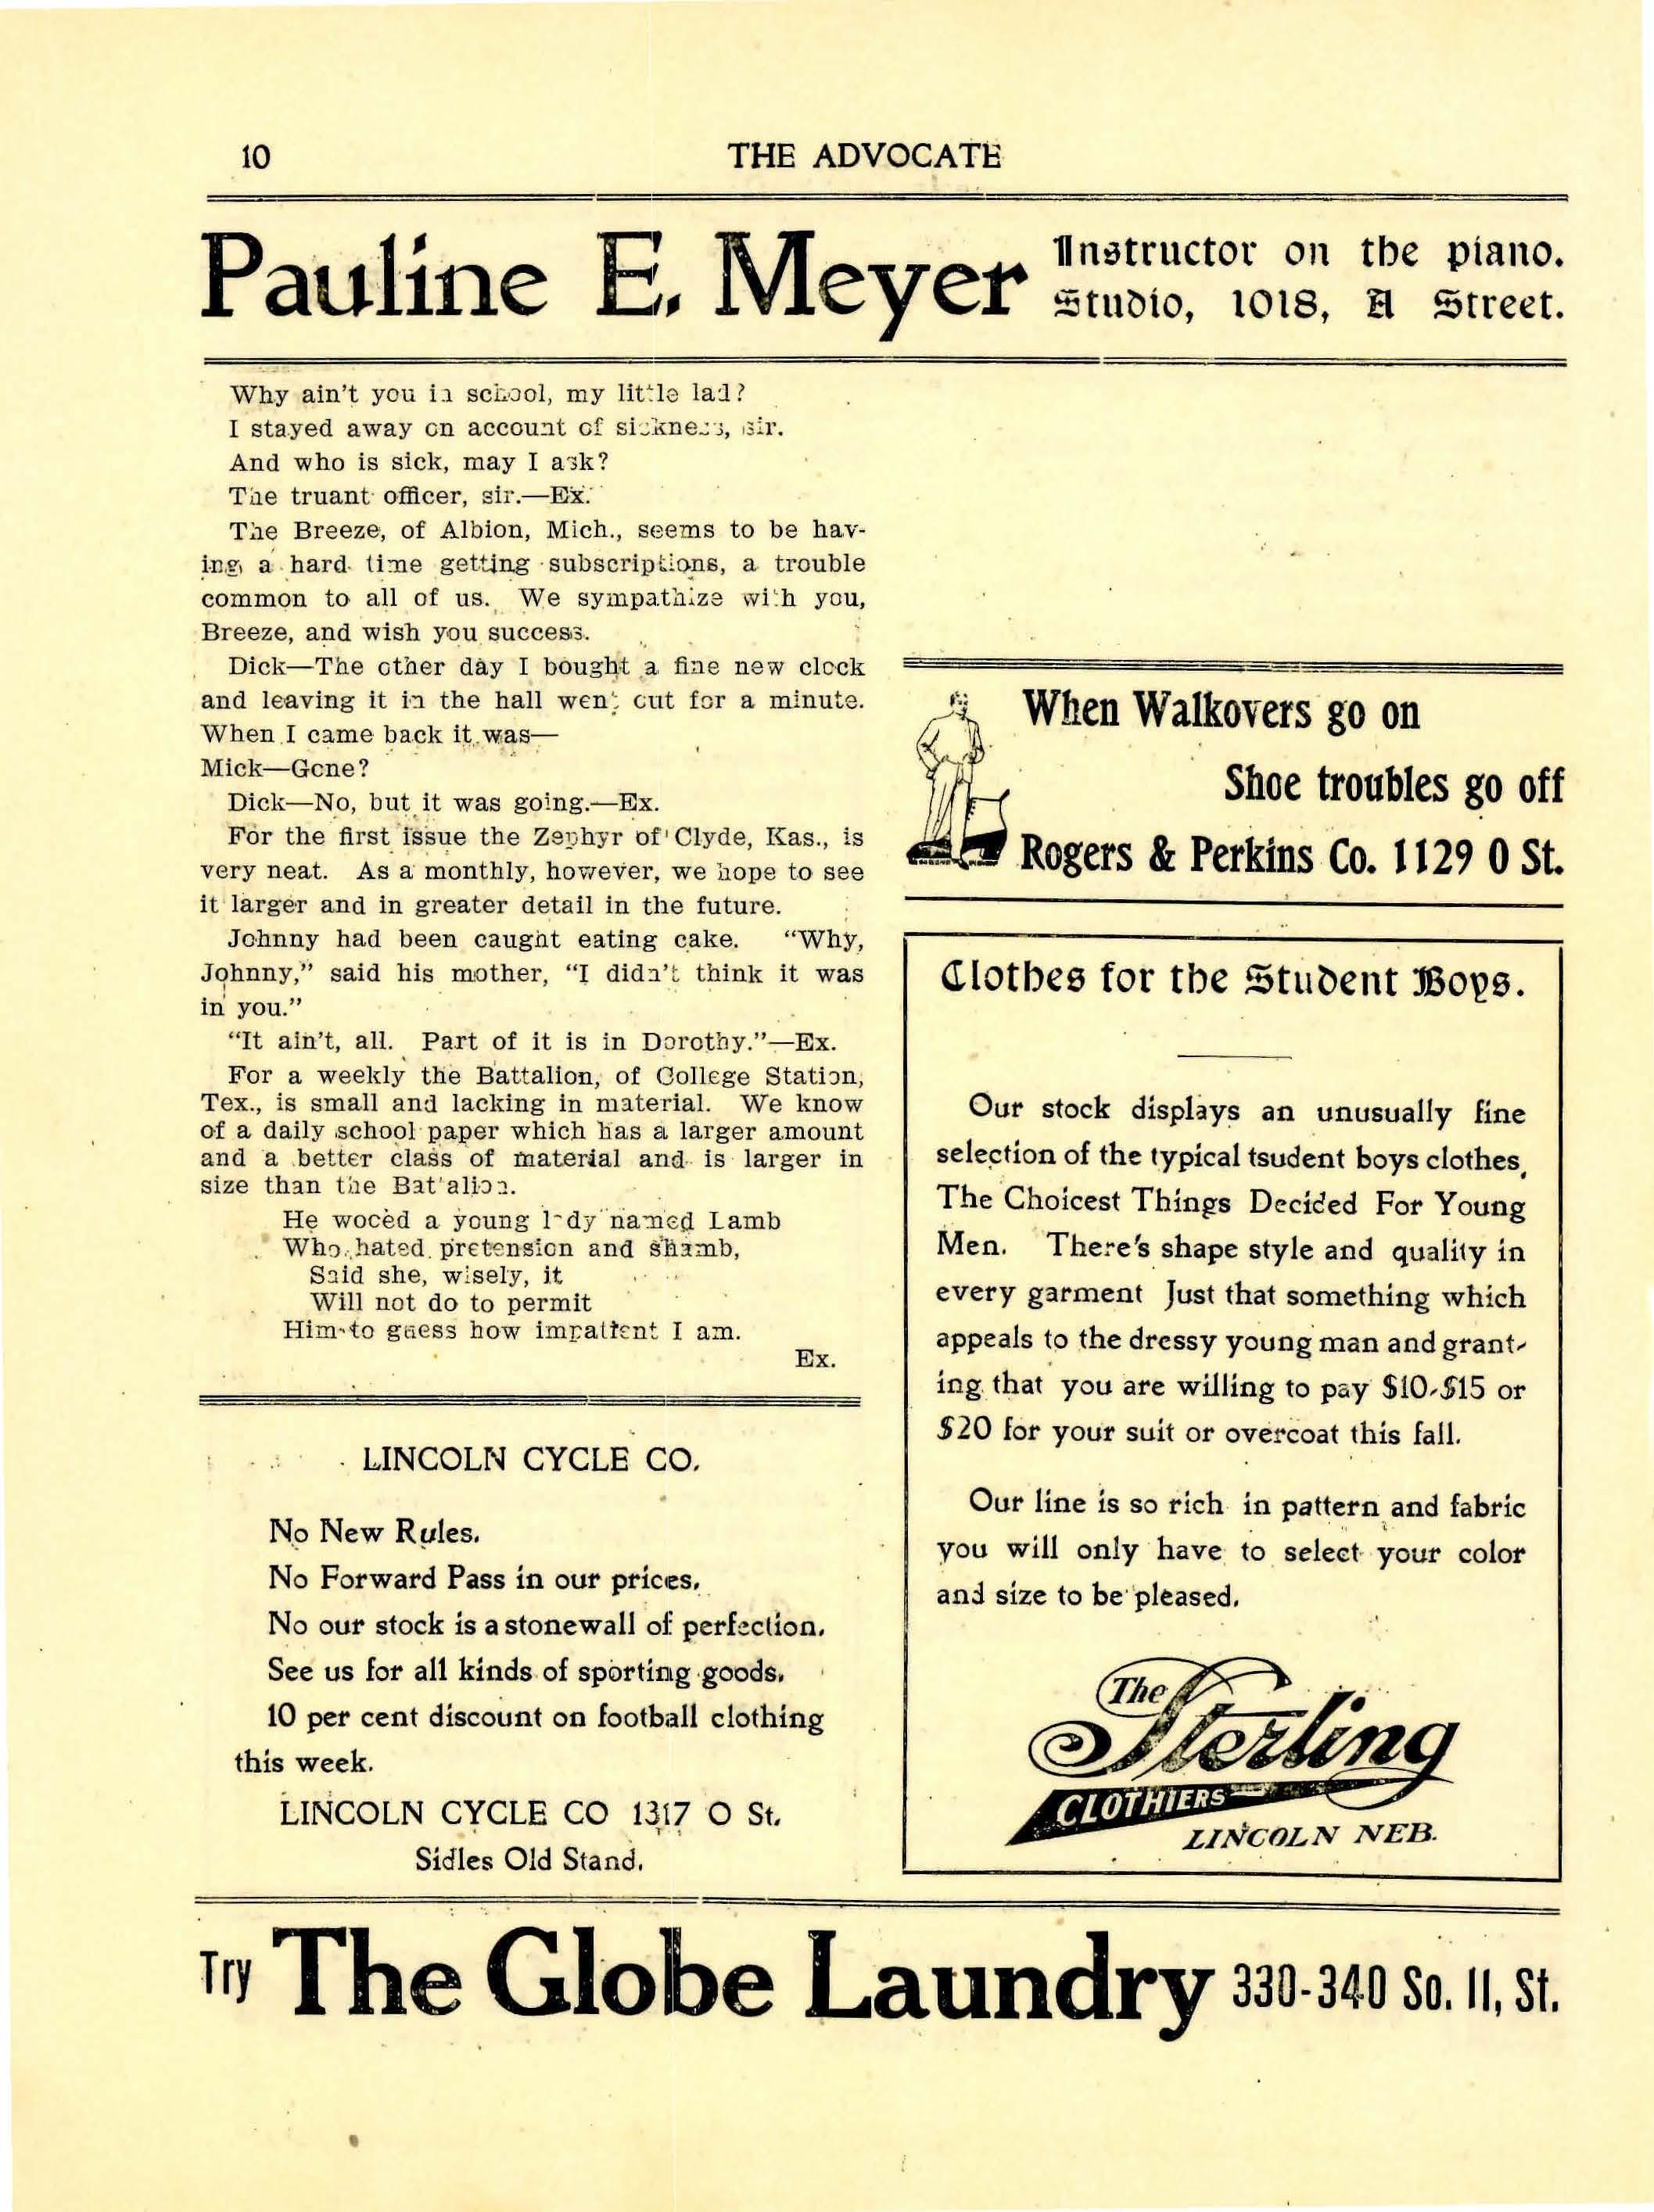 10
THE ADVOCATE
Pauline E. Meyer
Instructor on the piano.
Studio, 1018, A Street.
Why ain't you in school, my little lad?
I stayed away on account of sickness, sir.
And who is sick, may I ask?
The truant officer, sir.—Ex.
The Breeze, of Albion, Mich., seems to be hav-
ing a hard time getting subscriptions, a trouble
common to all of us. We sympathize with you,
Breeze, and wish you success.
Dick—The other day I bought a fine new clock
and leaving it in the hall went out for a minute.
When I came back it was—
Mick—Gone?
Dick—No, but it was going.—Ex.
For the first issue the Zephyr of Clyde, Kas., is
very neat. As a monthly, however, we hope to see
it larger and in greater detail in the future.
Johnny had been caught eating cake. "Why,
Johnny," said his mother, "I didn't think it was
in you."
"It ain't, all. Part of it is in Dorothy."—Ex.
For a weekly the Battalion, of College Station,
Tex., is small and lacking in material. We know
of a daily school paper which has a larger amount
and a better class of material and is larger in
size than the Battalion.
He wooed a young lady named Lamb
Who hated pretension and shamb,
Said she, wisely, it
Will not do to permit
Him to guess how impatient I am.
Ex.
LINCOLN CYCLE CO.
No New Rules.
No Forward Pass in our prices.
No our stock is a stonewall of perfection.
See us for all kinds of sporting goods.
10 per cent discount on football clothing
this week.
LINCOLN CYCLE CO 1317 O St.
Sidles Old Stand.
When Walkovers go on
Shoe troubles go off
Rogers & Perkins Co. 1129 O St.
Clothes for the Student Boys.
Our stock displays an unusually fine
selection of the typical tsudent boys clothes,
The Choicest Things Decided For Young
Men. There's shape style and quality in
every garment Just that something which
appeals to the dressy young man and grant-
ing that you are willing to pay $10-$15 or
$20 for your suit or overcoat this fall.
Our line is so rich in pattern and fabric
you will only have to select your color
and size to be pleased.
The Sterling
CLOTHIERS
LINCOLN NEB.
Try The Globe Laundry 330-340 So. 11, St.